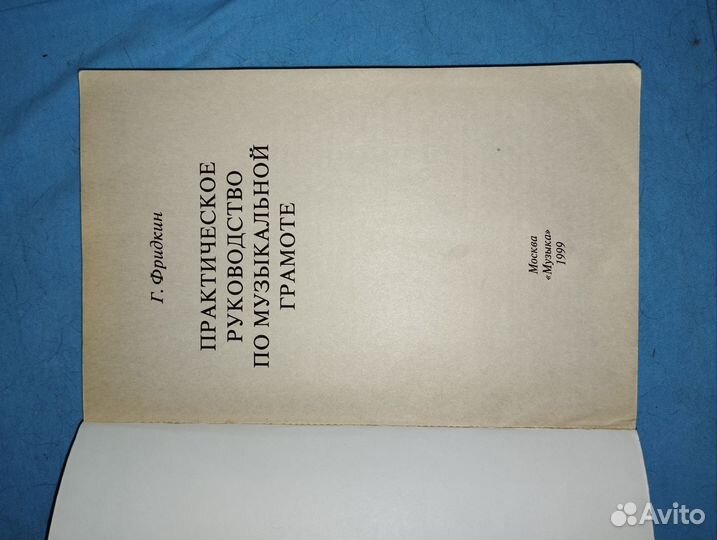 Г. Фридкин
ПРАКТИЧЕСКОЕ
РУКОВОДСТВО
ПО МУЗЫКАЛЬНОЙ
ГРАМОТЕ
Москва
«Музыка»
1999
Avito